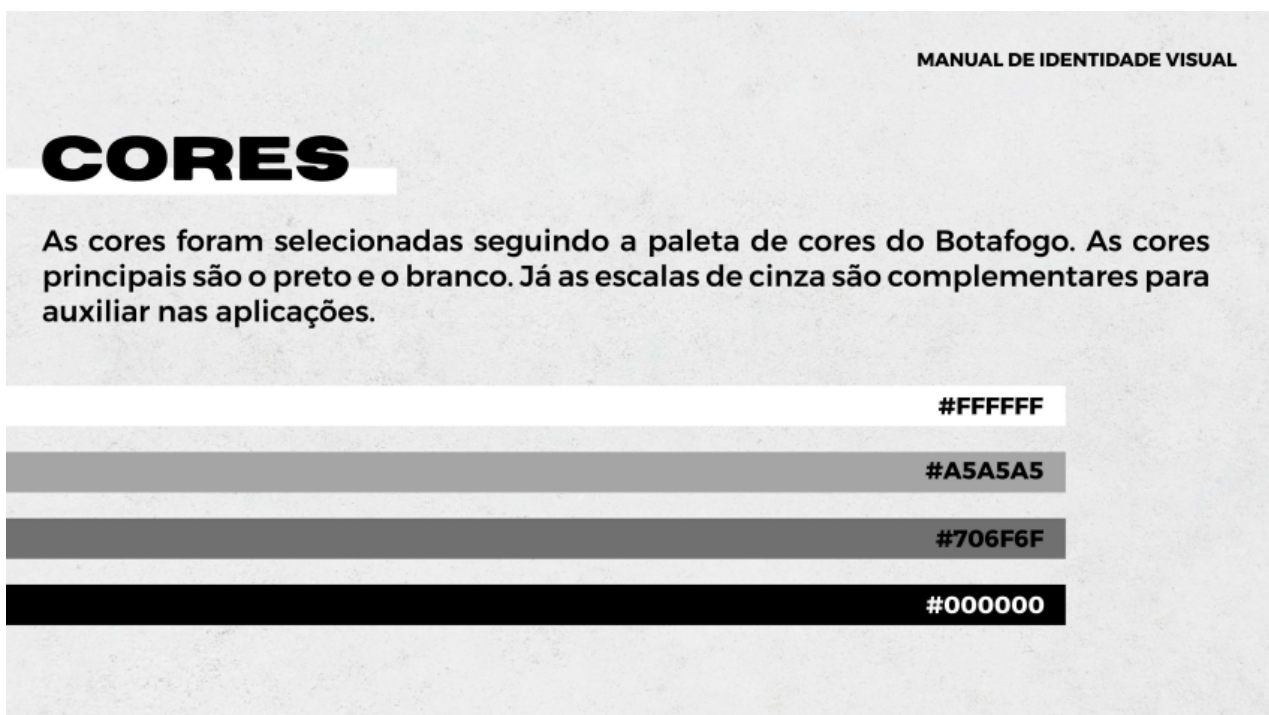 MANUAL DE IDENTIDADE VISUAL
CORES
As cores foram selecionadas seguindo a paleta de cores do Botafogo. As cores
principais são o preto e o branco. Já as escalas de cinza são complementares para
auxiliar nas aplicações.
#FFFFFF
#A5A5A5
#706F6F
#000000